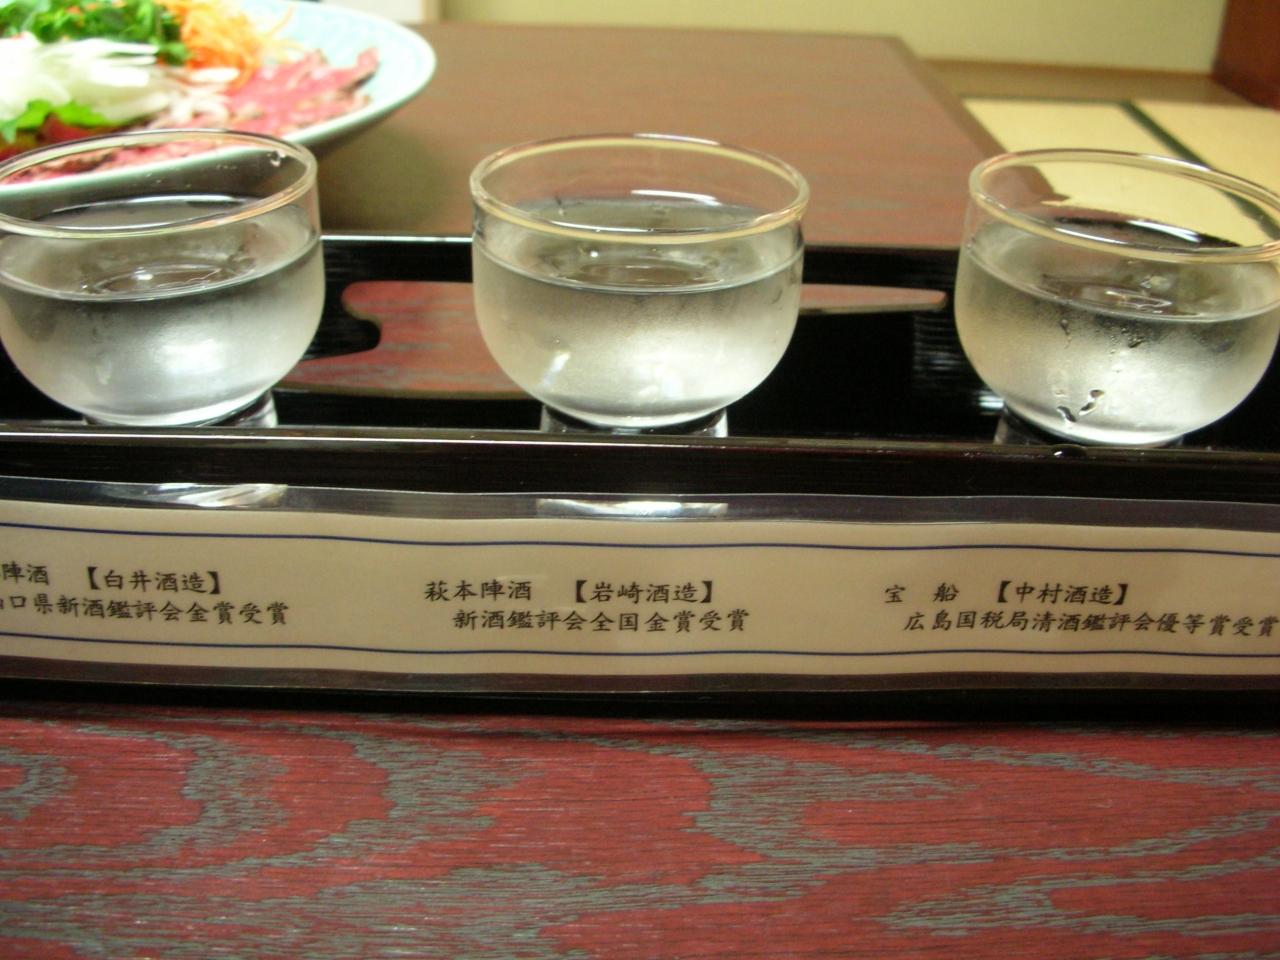 陣酒 【白井酒造】
口県新酒鑑評会金賞受賞
萩本陣酒 【岩崎酒造】
新酒鑑評会全国金賞受賞
宝 船 【中村酒造】
広島国税局清酒鑑評会優等賞受賞